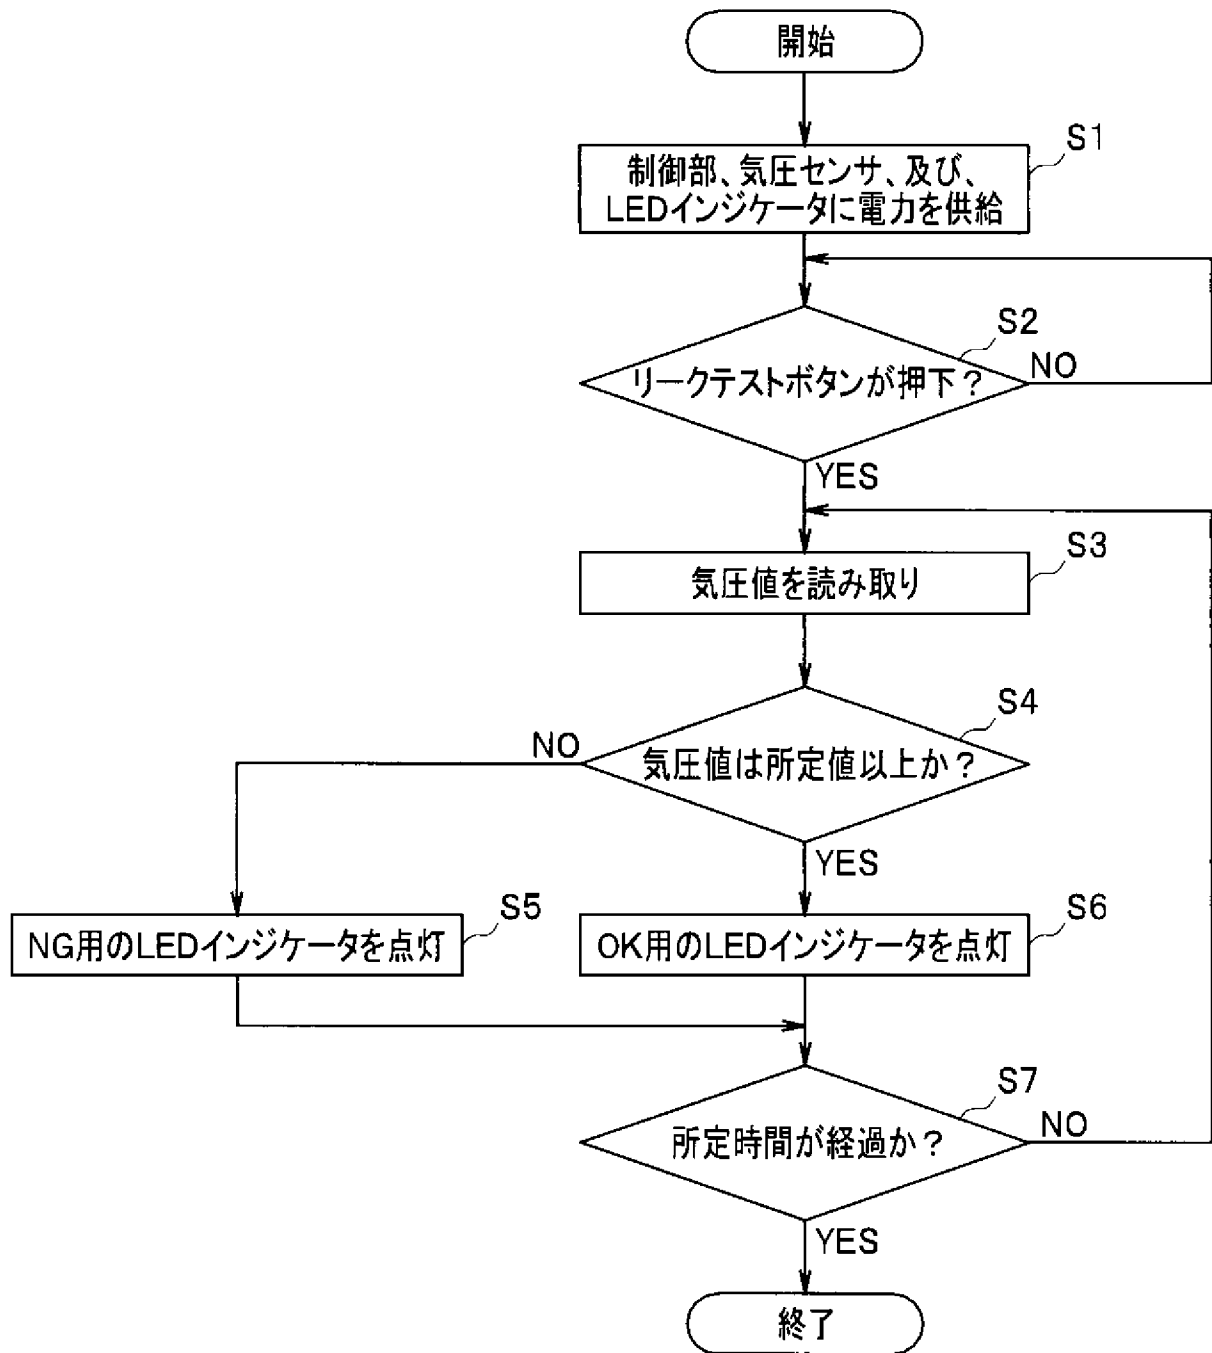 開始
S1
制御部、気圧センサ、及び、
LEDインジケータに電力を供給
S2
リークテストボタンが押下？
NO
YES
S3
気圧値を読み取り
S4
気圧値は所定値以上か？
NO
YES
S5
NG用のLEDインジケータを点灯
S6
OK用のLEDインジケータを点灯
S7
所定時間が経過か？
NO
YES
終了